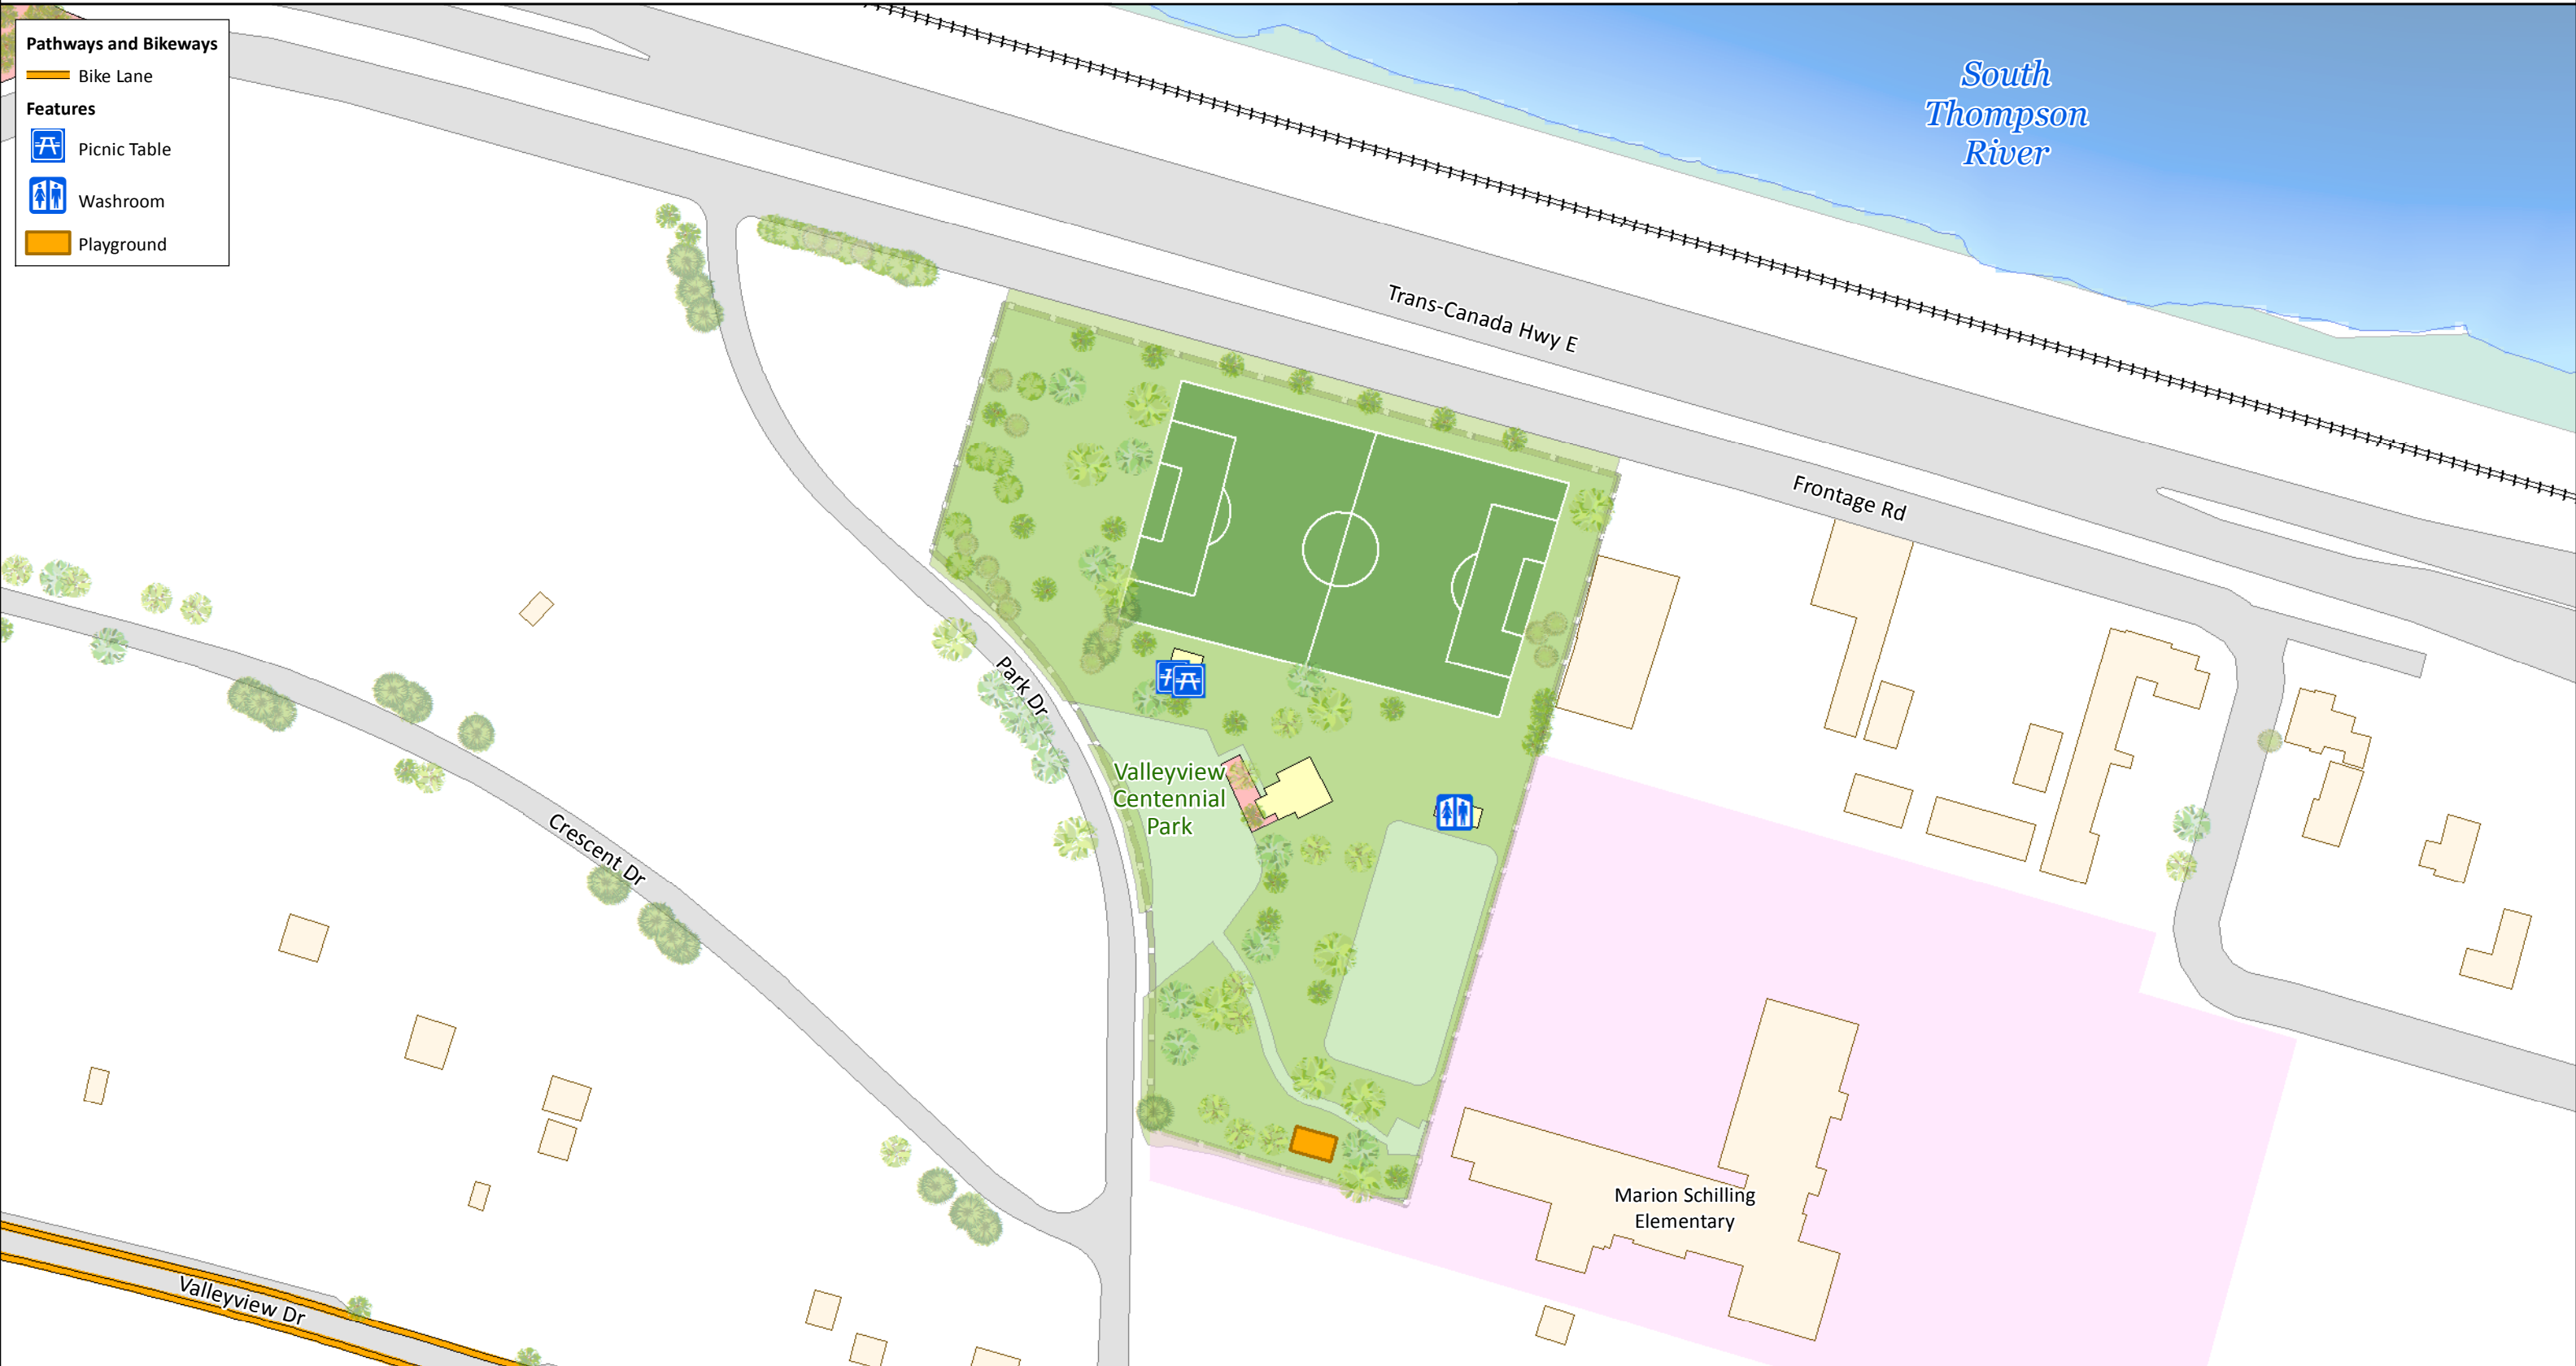 Pathways and Bikeways
Bike Lane
Features
Picnic Table
Washroom
Playground
South
Thompson
River
Trans-Canada Hwy E
Frontage Rd
Park Dr
Valleyview
Centennial
Park
Crescent Dr
Marion Schilling
Elementary
Valleyview Dr